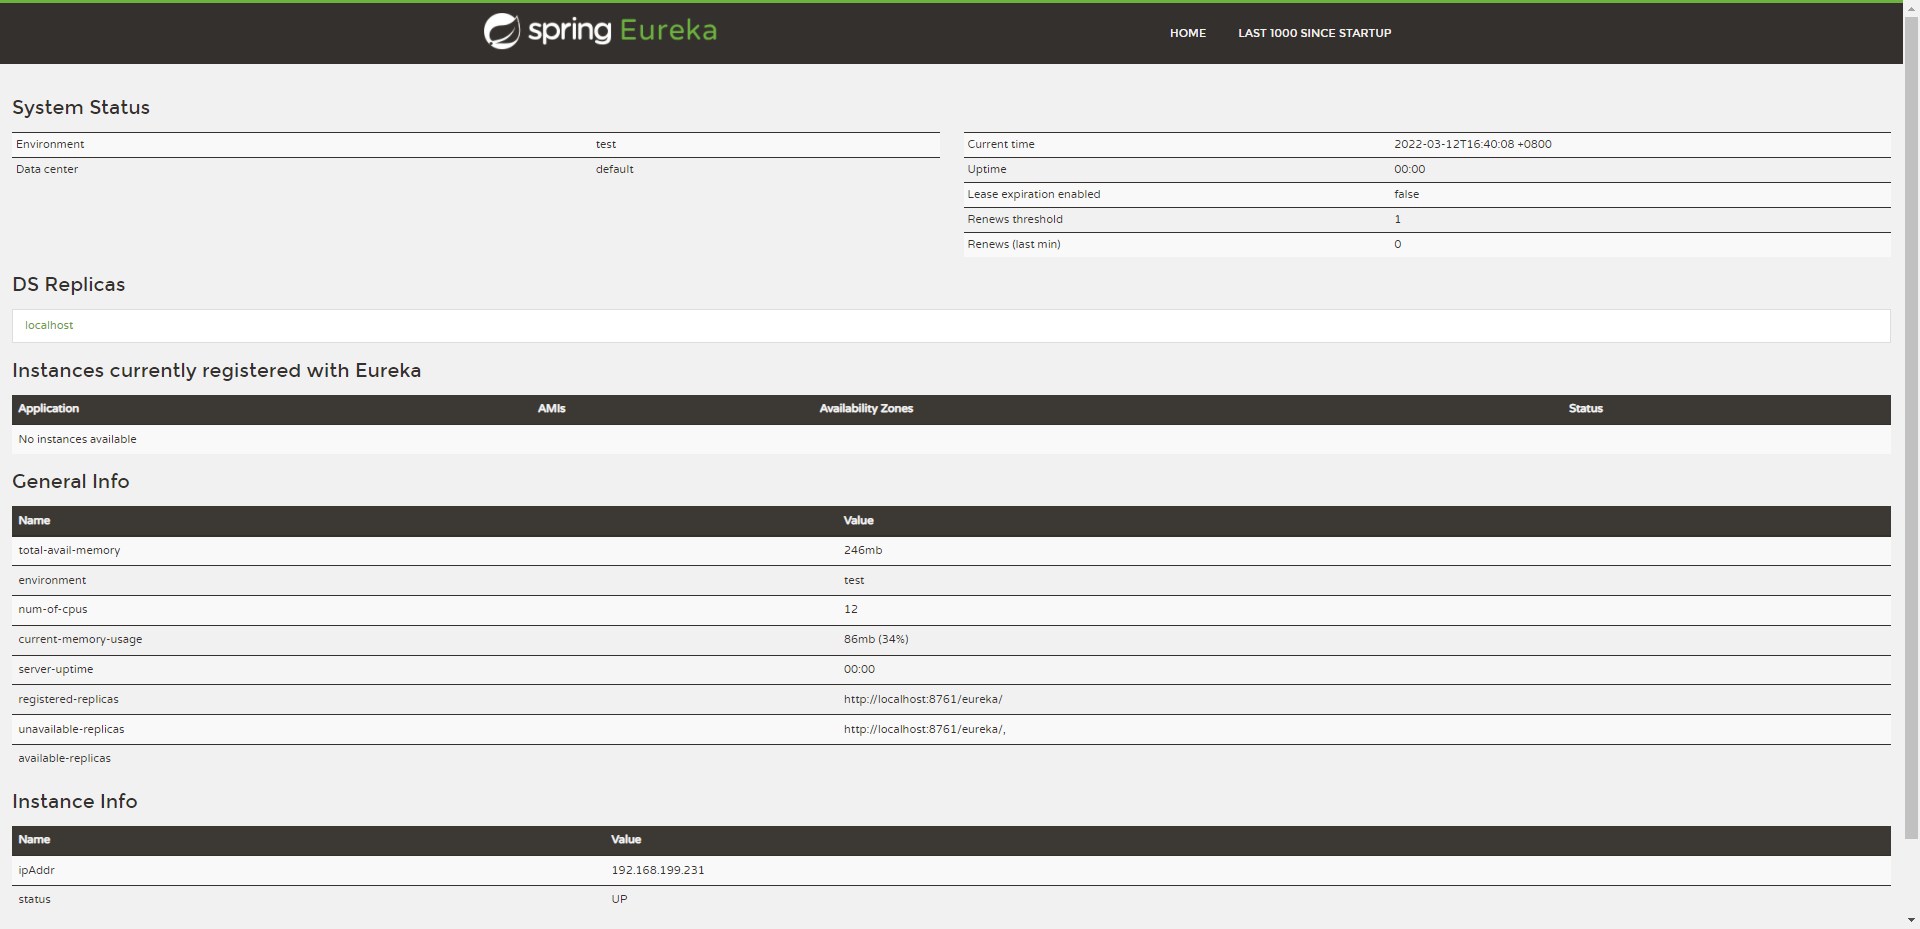 spring Eureka
HOME LAST 1000 SINCE STARTUP
System Status
Environment test
Data center default
Current time 2022-03-12T16:40:08 +0800
Uptime 00:00
Lease expiration enabled false
Renews threshold 1
Renews (last min) 0
DS Replicas
localhost
Instances currently registered with Eureka
Application AMIs Availability Zones Status
No instances available
General Info
Name Value
total-avail-memory 246mb
environment test
num-of-cpus 12
current-memory-usage 86mb (34%)
server-uptime 00:00
registered-replicas http://localhost:8761/eureka/
unavailable-replicas http://localhost:8761/eureka/,
available-replicas
Instance Info
Name Value
ipAddr 192.168.199.231
status UP